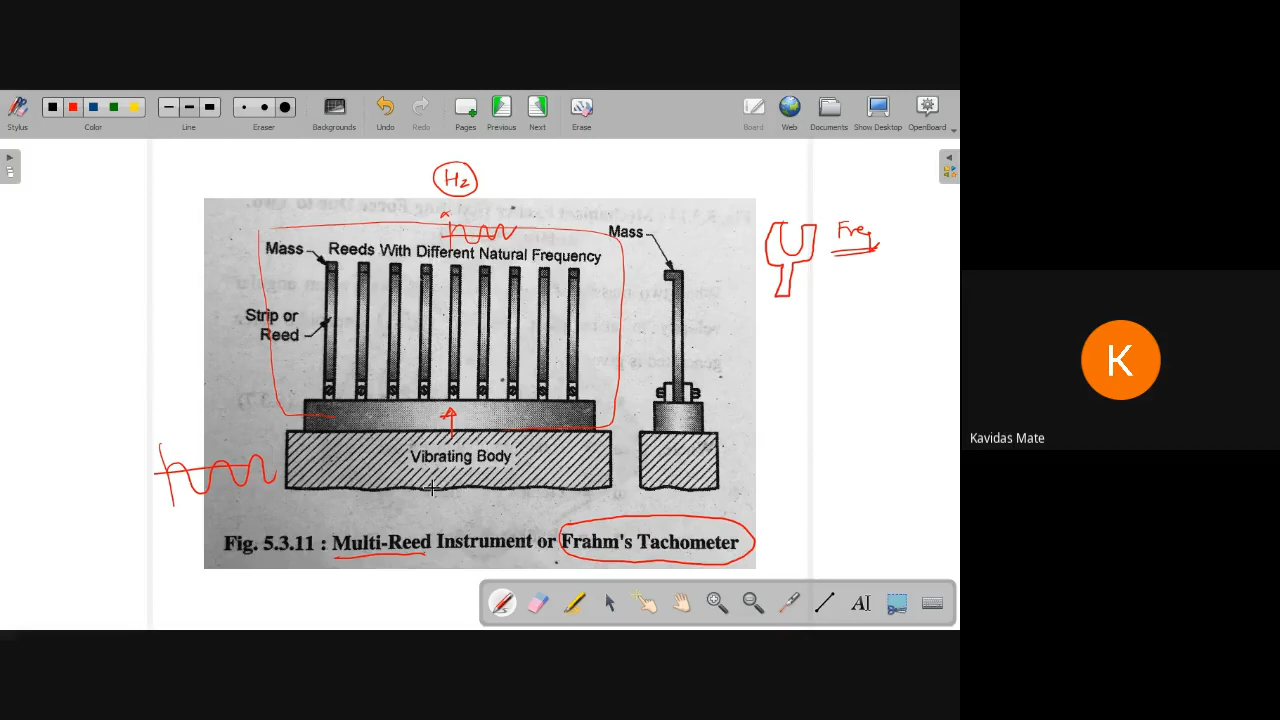 Stylus
Color
Line
Eraser
Backgrounds
Undo
Redo
Pages
Previous
Next
Erase
Board
Web
Documents
Show Desktop
OpenBoard
Hz
Mass
Reeds With Different Natural Frequency
Mass
Freq
Strip or
Reed
Vibrating Body
Fig. 5.3.11 : Multi-Reed Instrument or Frahm's Tachometer
AI
K
Kavidas Mate